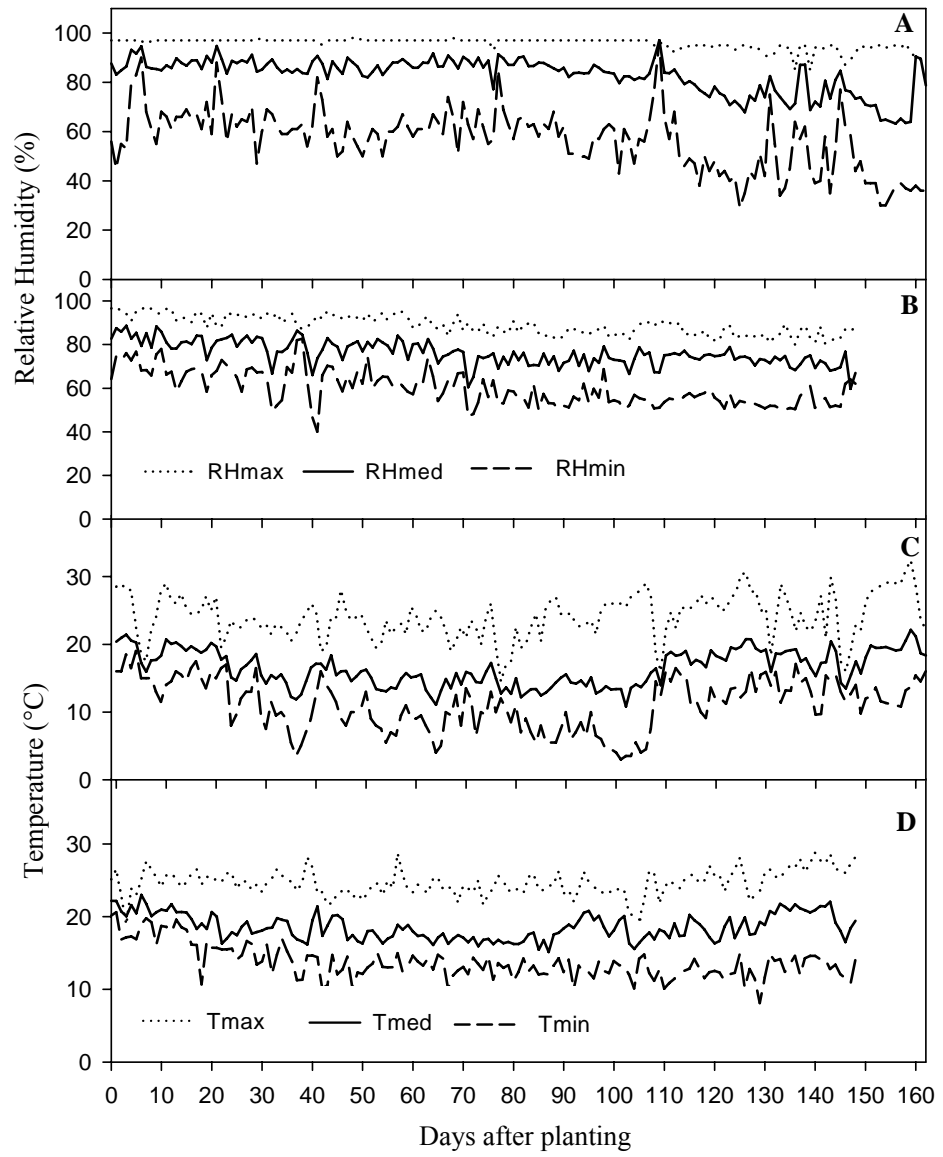 A
100
80
60
40
20
0
Relative Humidity (%)
B
100
80
60
40
20
0
RHmax RHmed RHmin
C
30
20
10
0
Temperature (°C)
D
30
20
10
0
Tmax Tmed Tmin
0 10 20 30 40 50 60 70 80 90 100 110 120 130 140 150 160
Days after planting